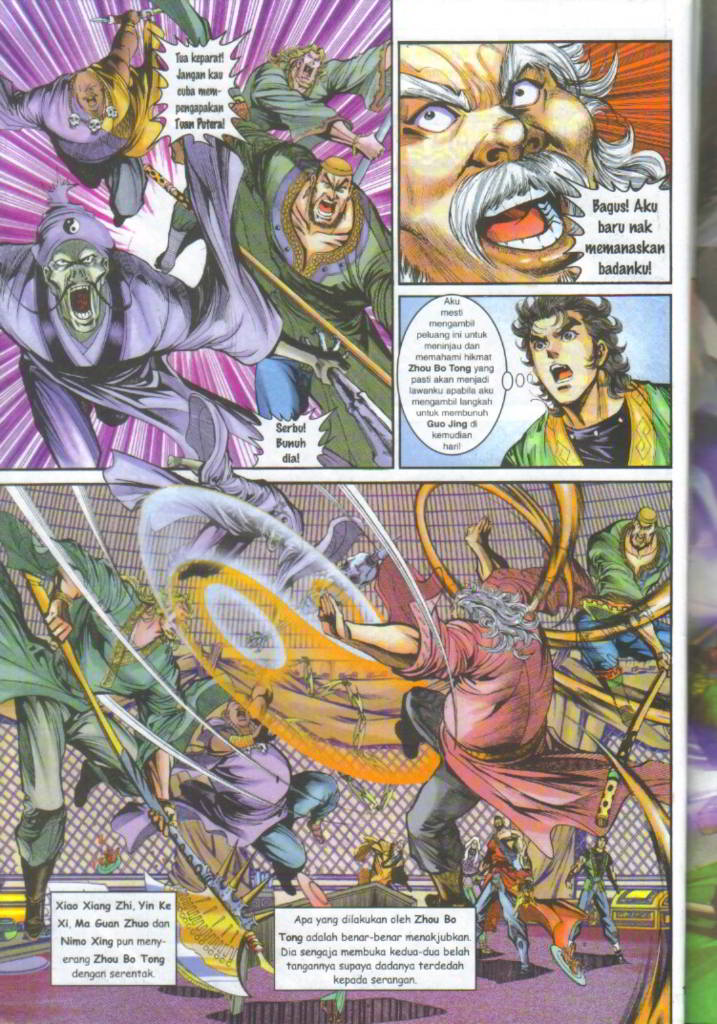 Tua keparat!
Jangan kau
cuba mem-
pengapakan
Tuan Putera!
Serbu!
Bunuh
dia!
Bagus! Aku
baru nak
memanaskan
badanku!
Aku
mesti
mengambil
peluang ini untuk
meninjau dan
memahami hikmat
Zhou Bo Tong yang
pasti akan menjadi
lawanku apabila aku
mengambil langkah
untuk membunuh
Guo Jing di
kemudian
hari!
Xiao Xiang Zhi, Yin Ke
Xi, Ma Guan Zhuo dan
Nimo Xing pun meny-
erang Zhou Bo Tong
dengan serentak.
Apa yang dilakukan oleh Zhou Bo
Tong adalah benar-benar menakjubkan.
Dia sengaja membuka kedua-dua belah
tangannya supaya dadanya terdedah
kepada serangan.